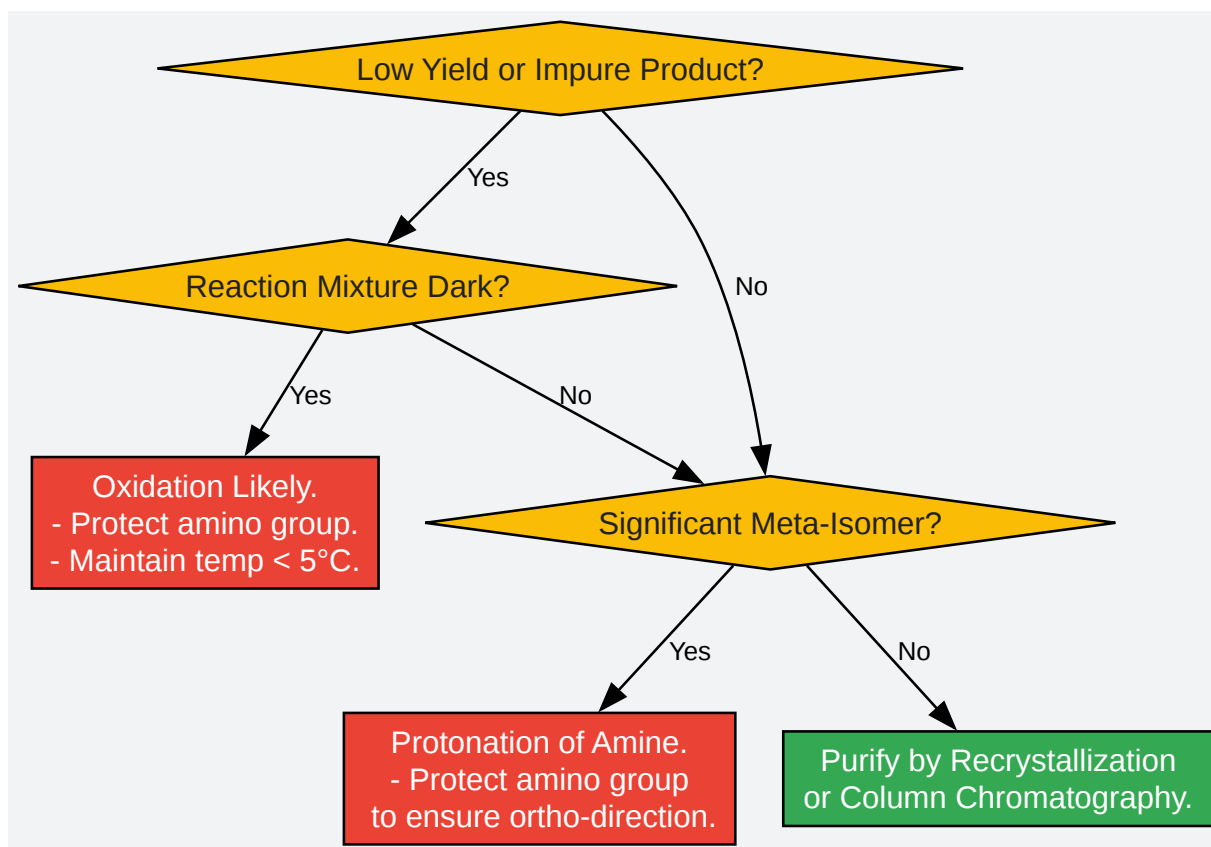 Low Yield or Impure Product?
Yes
Reaction Mixture Dark?
No
Yes
No
Oxidation Likely.
- Protect amino group.
- Maintain temp < 5°C.
Significant Meta-Isomer?
Yes
No
Protonation of Amine.
- Protect amino group
to ensure ortho-direction.
Purify by Recrystallization
or Column Chromatography.